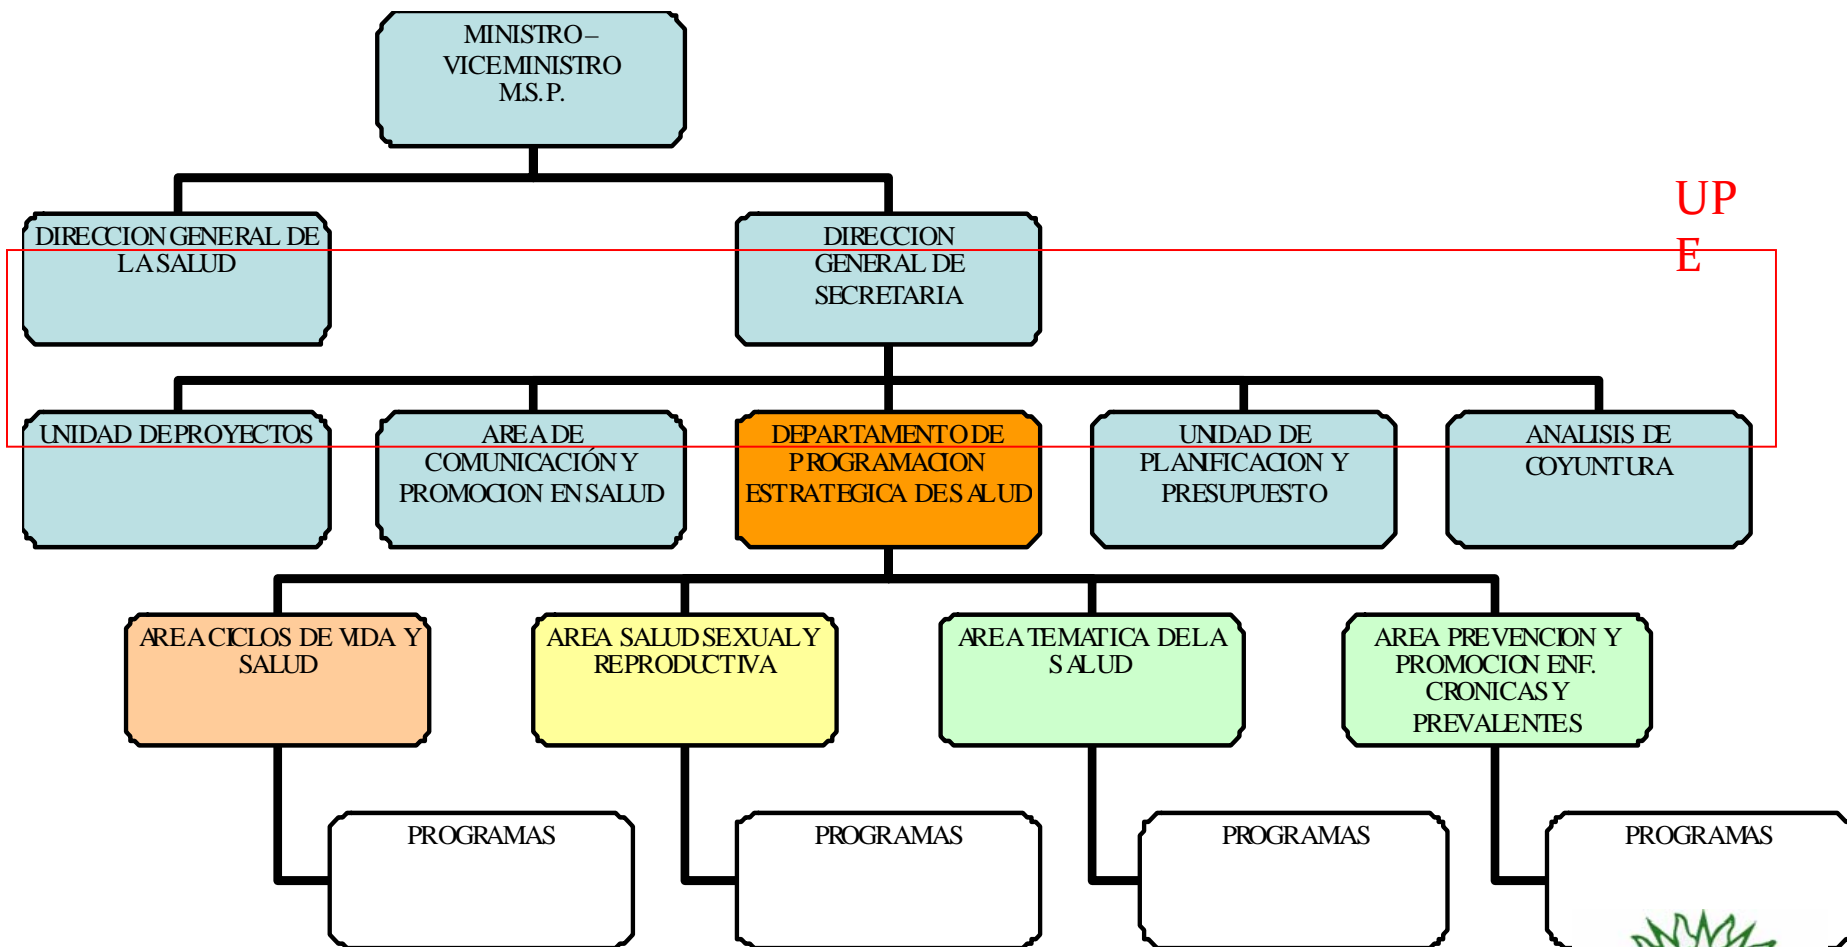 MINISTRO–
VICEMINISTRO
M.S.P.
UP
E
DIRECCION GENERAL DE
LA SALUD
DIRECCION
GENERAL DE
SECRETARIA
UNIDAD DE PROYECTOS
AREA DE
COMUNICACIÓN Y
PROMOCION EN SALUD
DEPARTAMENTO DE
PROGRAMACION
ESTRATEGICA DE SALUD
UNIDAD DE
PLANIFICACION Y
PRESUPUESTO
ANALISIS DE
COYUNTURA
AREA CICLOS DE VIDA Y
SALUD
AREA SALUD SEXUAL Y
REPRODUCTIVA
AREA TEMATICA DE LA
SALUD
AREA PREVENCION Y
PROMOCION ENF.
CRONICAS Y
PREVALENTES
PROGRAMAS
PROGRAMAS
PROGRAMAS
PROGRAMAS